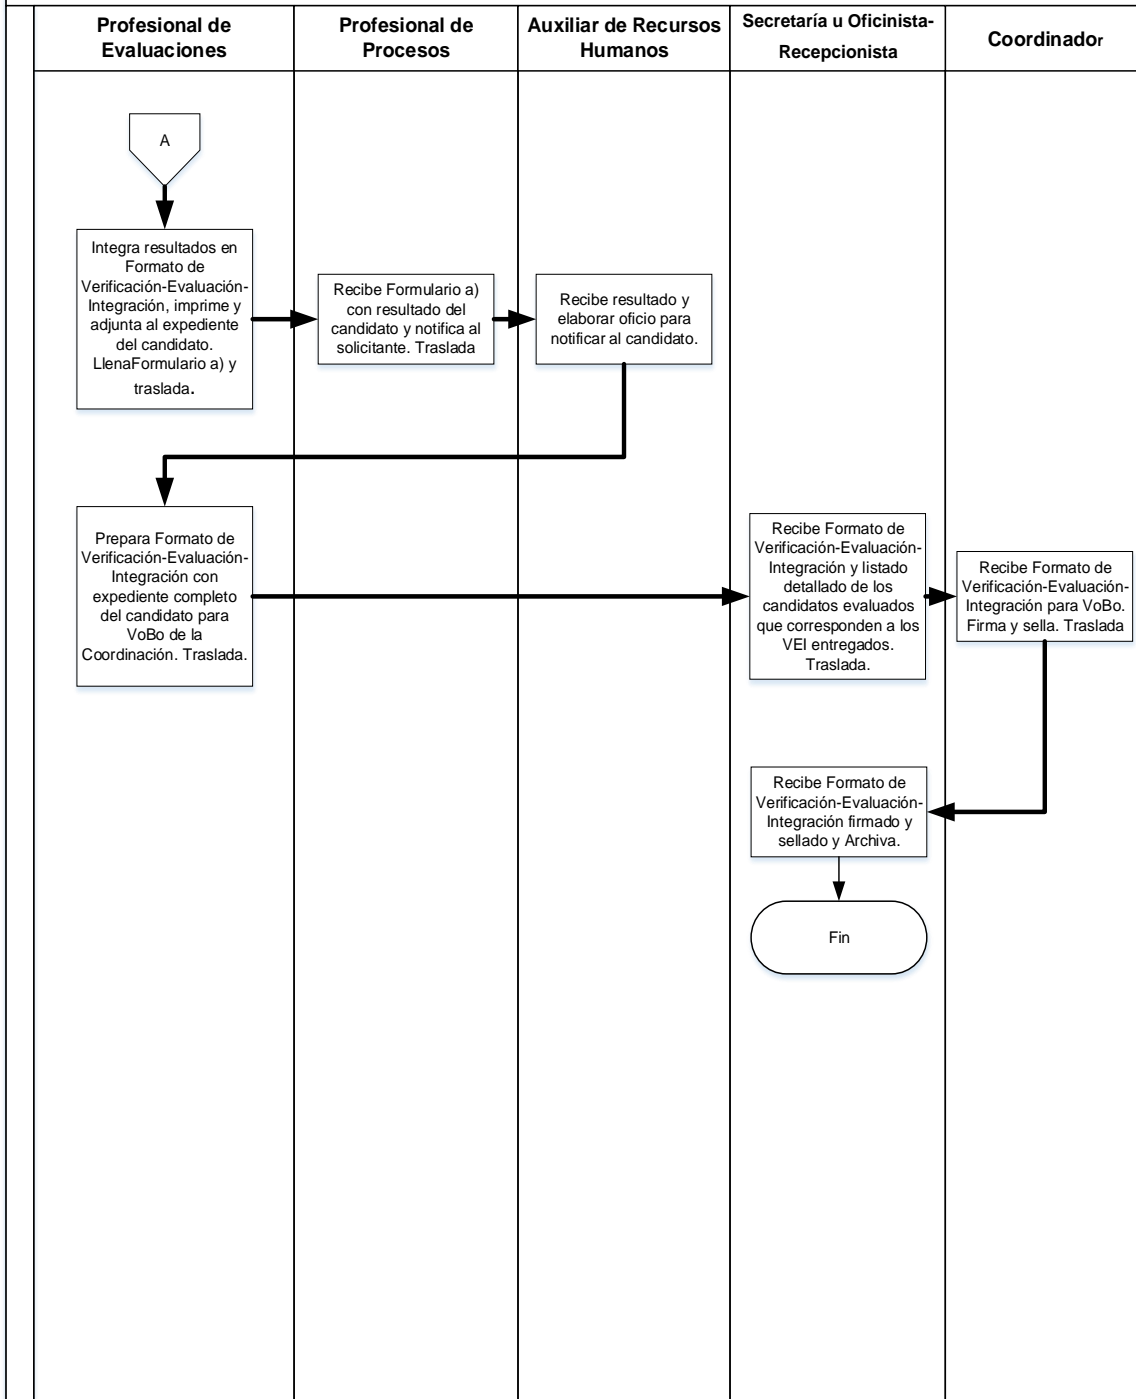 Profesional de
Evaluaciones
Profesional de
Procesos
Auxiliar de Recursos
Humanos
Secretaría u Oficinista-
Recepcionista
Coordinador
A
Integra resultados en
Formato de
Verificación-Evaluación-
Integración, imprime y
adjunta al expediente
del candidato.
LlenaFormulario a) y
traslada.
Recibe Formulario a)
con resultado del
candidato y notifica al
solicitante. Traslada
Recibe resultado y
elaborar oficio para
notificar al candidato.
Prepara Formato de
Verificación-Evaluación-
Integración con
expediente completo
del candidato para
VoBo de la
Coordinación. Traslada.
Recibe Formato de
Verificación-Evaluación-
Integración y listado
detallado de los
candidatos evaluados
que corresponden a los
VEI entregados.
Traslada.
Recibe Formato de
Verificación-Evaluación-
Integración para VoBo.
Firma y sella. Traslada
Recibe Formato de
Verificación-Evaluación-
Integración firmado y
sellado y Archiva.
Fin